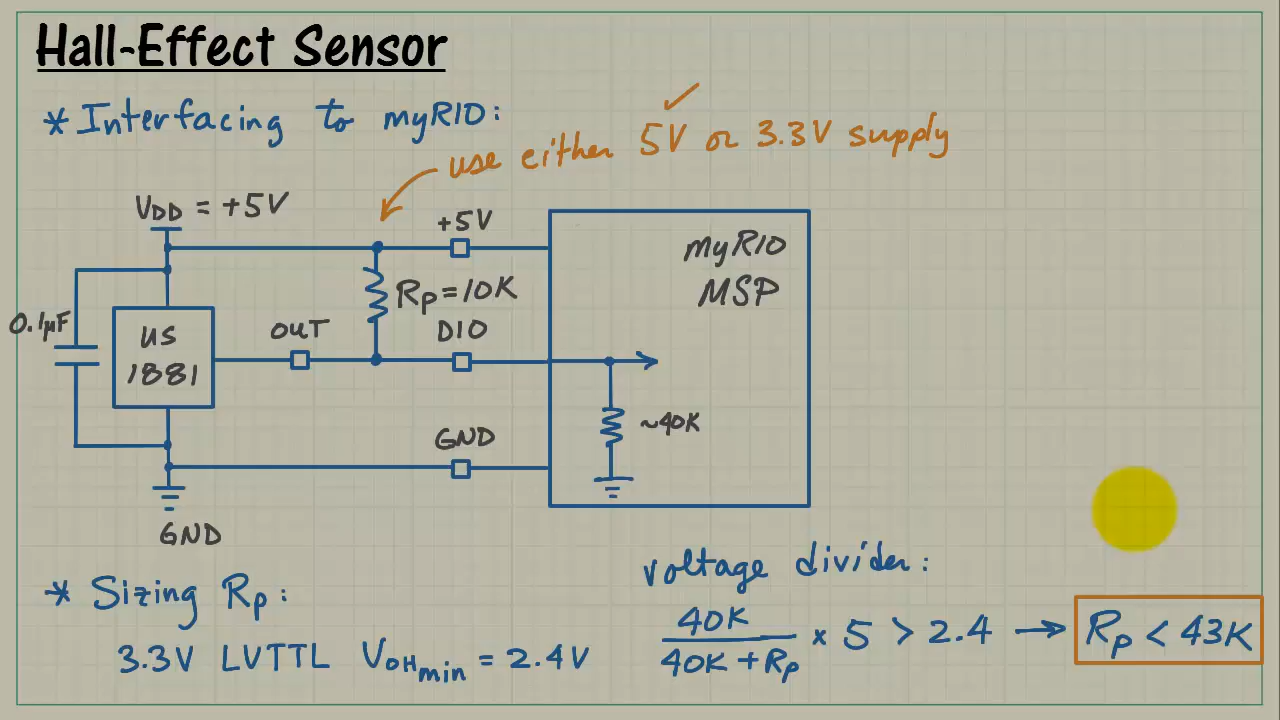 Hall-Effect Sensor
* Interfacing to myRIO:
use either 5V or 3.3V supply
VDD = +5V
+5V
myRIO
MSP
Rp = 10K
0.1µF
US
1881
OUT
DIO
~40K
GND
GND
* Sizing Rp:
3.3V LVTTL VOHmin = 2.4V
voltage divider:
40K
40K + Rp
× 5 > 2.4 → Rp < 43K